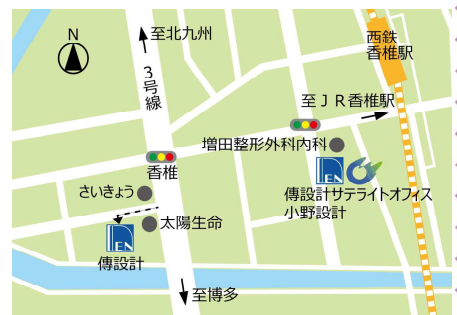 N
至北九州
3号線
西鉄
香椎駅
至JR香椎駅
増田整形外科内科
香椎
DEN
傳設計サテライトオフィス
小野設計
さいきょう
太陽生命
DEN
傳設計
至博多